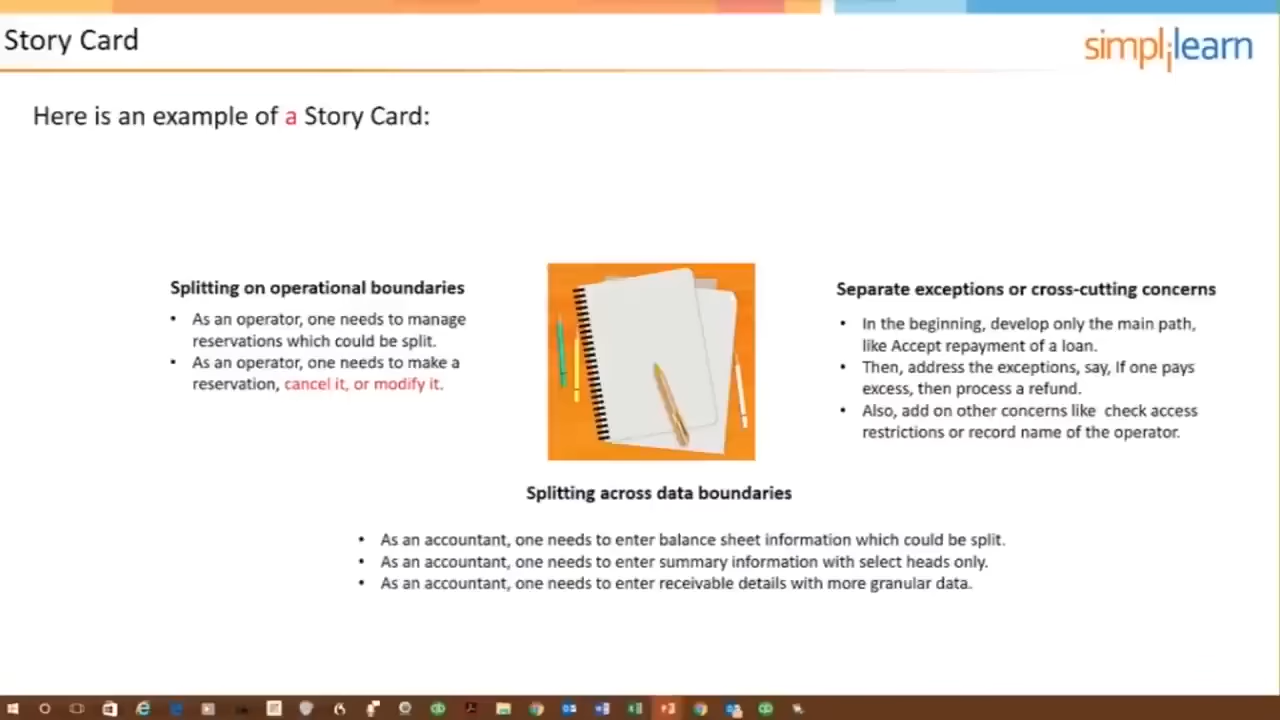 Story Card
simplilearn
Here is an example of a Story Card:
Splitting on operational boundaries
• As an operator, one needs to manage
reservations which could be split.
• As an operator, one needs to make a
reservation, cancel it, or modify it.
Separate exceptions or cross-cutting concerns
• In the beginning, develop only the main path,
like Accept repayment of a loan.
• Then, address the exceptions, say, If one pays
excess, then process a refund.
• Also, add on other concerns like check access
restrictions or record name of the operator.
Splitting across data boundaries
• As an accountant, one needs to enter balance sheet information which could be split.
• As an accountant, one needs to enter summary information with select heads only.
• As an accountant, one needs to enter receivable details with more granular data.